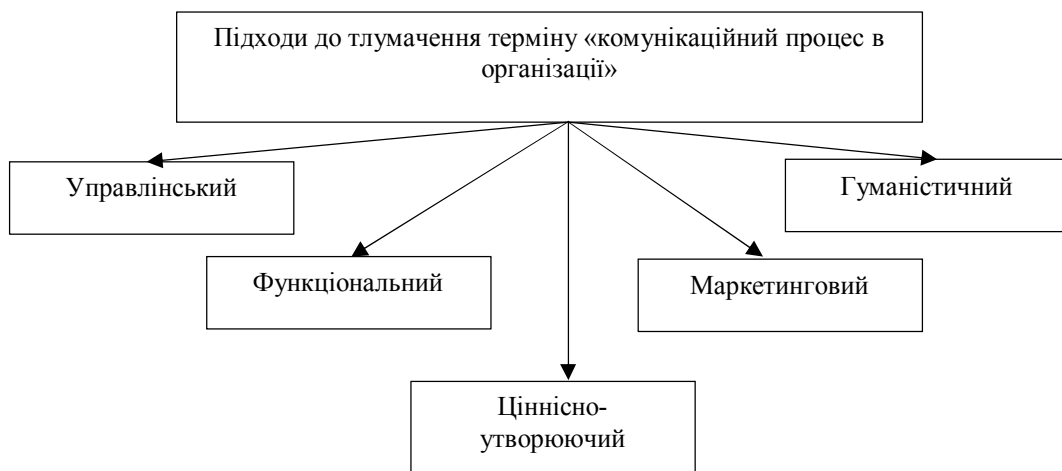 Підходи до тлумачення терміну «комунікаційний процес в
організації»
Управлінський
Гуманістичний
Функціональний
Маркетинговий
Ціннісно-
утворюючий